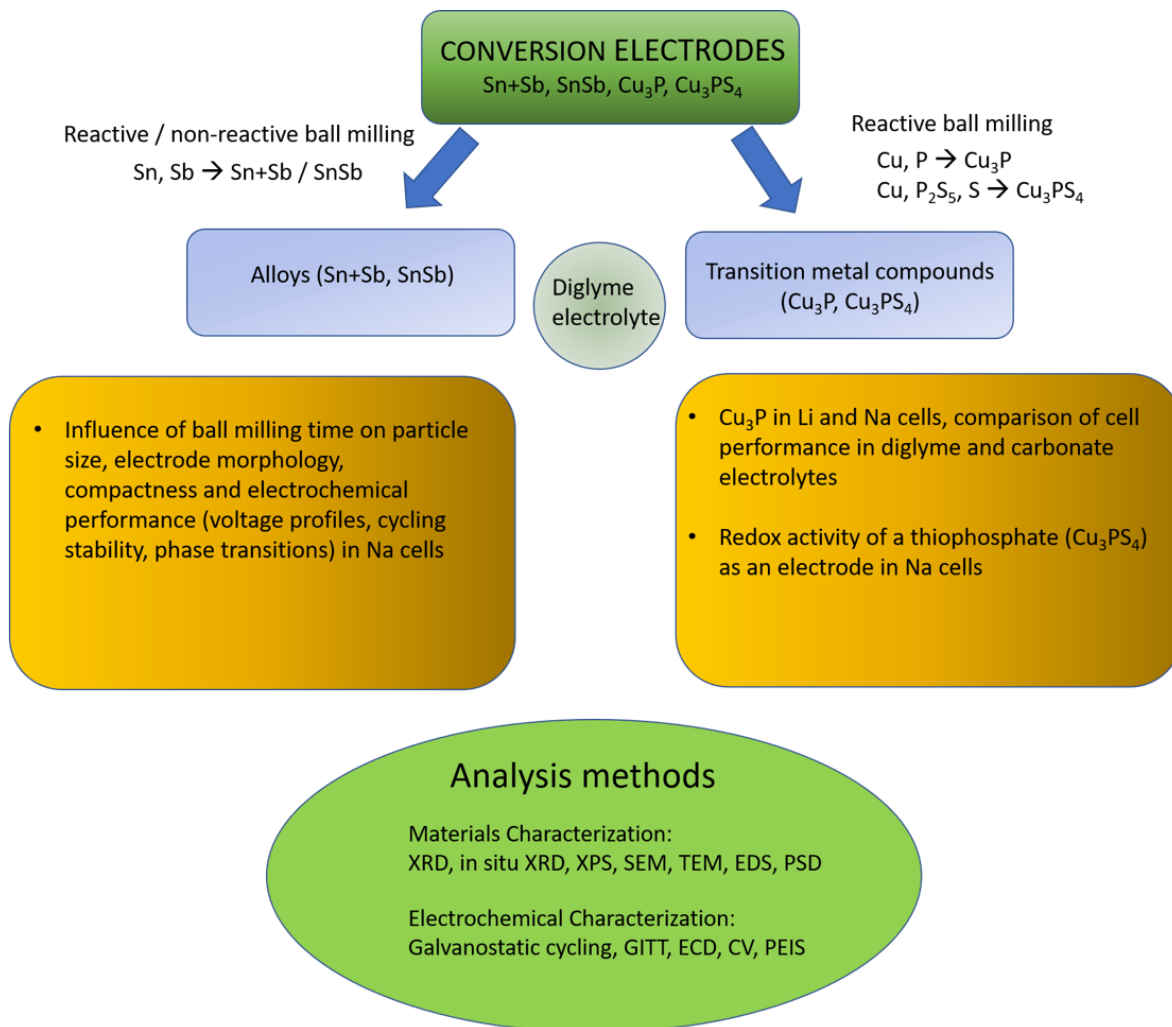 CONVERSION ELECTRODES
Sn+Sb, SnSb, Cu₃P, Cu₃PS₄
Reactive / non-reactive ball milling
Sn, Sb → Sn+Sb / SnSb
Reactive ball milling
Cu, P → Cu₃P
Cu, P₂S₅, S → Cu₃PS₄
Alloys (Sn+Sb, SnSb)
Diglyme
electrolyte
Transition metal compounds
(Cu₃P, Cu₃PS₄)
• Influence of ball milling time on particle
size, electrode morphology,
compactness and electrochemical
performance (voltage profiles, cycling
stability, phase transitions) in Na cells
• Cu₃P in Li and Na cells, comparison of cell
performance in diglyme and carbonate
electrolytes
• Redox activity of a thiophosphate (Cu₃PS₄)
as an electrode in Na cells
Analysis methods
Materials Characterization:
XRD, in situ XRD, XPS, SEM, TEM, EDS, PSD
Electrochemical Characterization:
Galvanostatic cycling, GITT, ECD, CV, PEIS